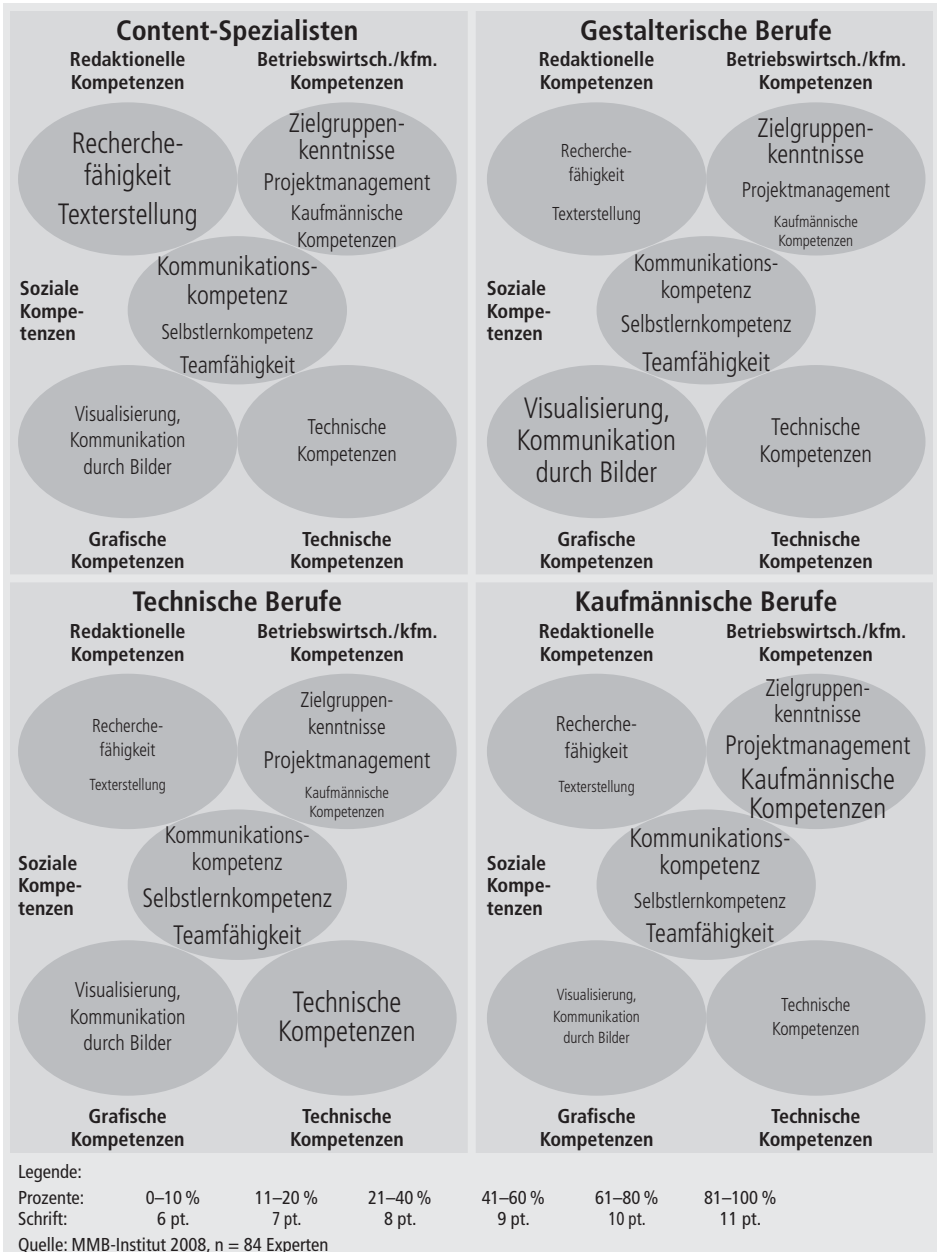 Content-Spezialisten
Redaktionelle
Kompetenzen
Betriebswirtsch./kfm.
Kompetenzen
Recherche-
fähigkeit
Texterstellung
Zielgruppen-
kenntnisse
Projektmanagement
Kaufmännische
Kompetenzen
Soziale
Kompe-
tenzen
Kommunikations-
kompetenz
Selbstlernkompetenz
Teamfähigkeit
Visualisierung,
Kommunikation
durch Bilder
Technische
Kompetenzen
Grafische
Kompetenzen
Technische
Kompetenzen
Gestalterische Berufe
Redaktionelle
Kompetenzen
Betriebswirtsch./kfm.
Kompetenzen
Recherche-
fähigkeit
Texterstellung
Zielgruppen-
kenntnisse
Projektmanagement
Kaufmännische
Kompetenzen
Soziale
Kompe-
tenzen
Kommunikations-
kompetenz
Selbstlernkompetenz
Teamfähigkeit
Visualisierung,
Kommunikation
durch Bilder
Technische
Kompetenzen
Grafische
Kompetenzen
Technische
Kompetenzen
Technische Berufe
Redaktionelle
Kompetenzen
Betriebswirtsch./kfm.
Kompetenzen
Recherche-
fähigkeit
Texterstellung
Zielgruppen-
kenntnisse
Projektmanagement
Kaufmännische
Kompetenzen
Soziale
Kompe-
tenzen
Kommunikations-
kompetenz
Selbstlernkompetenz
Teamfähigkeit
Visualisierung,
Kommunikation
durch Bilder
Technische
Kompetenzen
Grafische
Kompetenzen
Technische
Kompetenzen
Kaufmännische Berufe
Redaktionelle
Kompetenzen
Betriebswirtsch./kfm.
Kompetenzen
Recherche-
fähigkeit
Texterstellung
Zielgruppen-
kenntnisse
Projektmanagement
Kaufmännische
Kompetenzen
Soziale
Kompe-
tenzen
Kommunikations-
kompetenz
Selbstlernkompetenz
Teamfähigkeit
Visualisierung,
Kommunikation
durch Bilder
Technische
Kompetenzen
Grafische
Kompetenzen
Technische
Kompetenzen
Legende:
Prozente: 0–10 % 11–20 % 21–40 % 41–60 % 61–80 % 81–100 %
Schrift: 6 pt. 7 pt. 8 pt. 9 pt. 10 pt. 11 pt.
Quelle: MMB-Institut 2008, n = 84 Experten